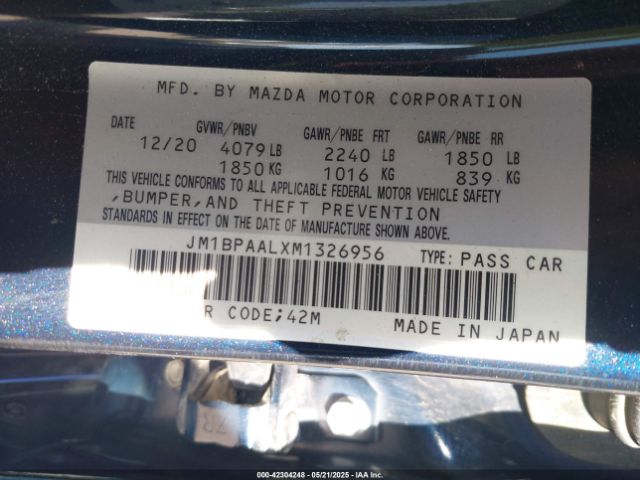 MFD. BY MAZDA MOTOR CORPORATION
DATE GVWR/PNBV GAWR/PNBE FRT GAWR/PNBE RR
12/20 4079 LB 2240 LB 1850 LB
1850 KG 1016 KG 839 KG
THIS VEHICLE CONFORMS TO ALL APPLICABLE FEDERAL MOTOR VEHICLE SAFETY
,BUMPER,AND THEFT PREVENTION
STANDARDS IN EFFECT ON THE DATE OF MANUFACTURE SHOWN ABOVE.
JM1BPAALXM1326956 TYPE: PASS CAR
R CODE;42M MADE IN JAPAN
7R
000-42304248 - 05/21/2025 - IAA Inc.